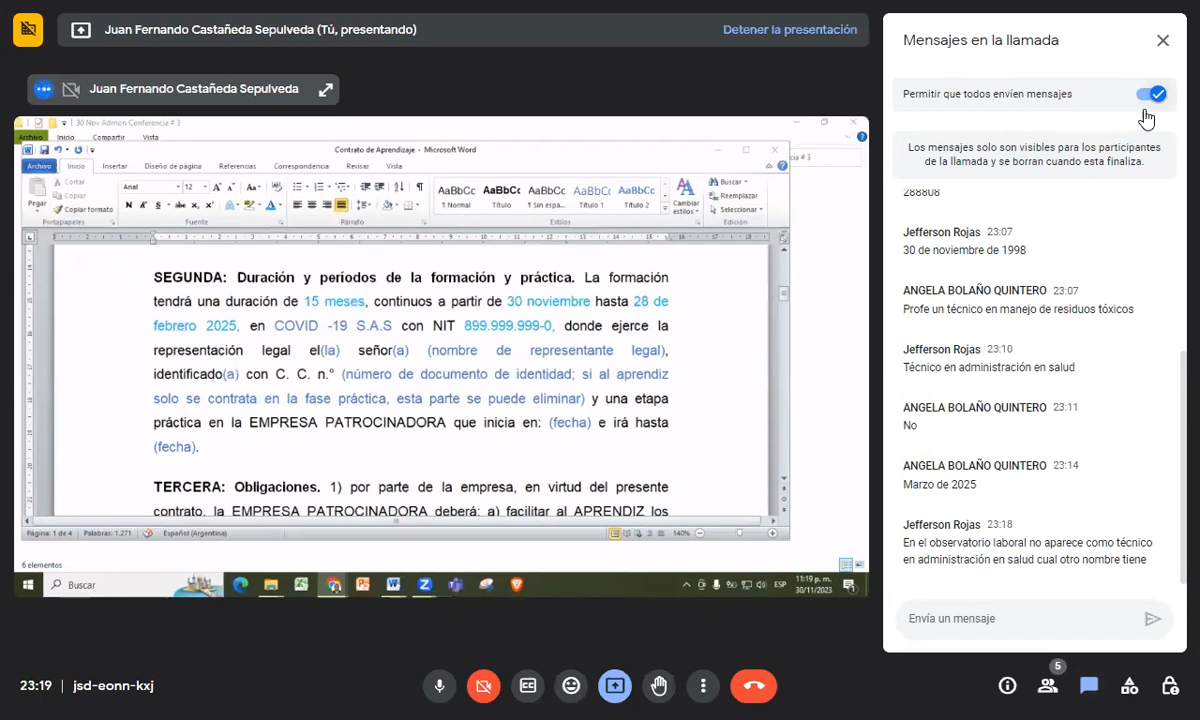 Juan Fernando Castañeda Sepulveda (Tú, presentando)
Detener la presentación
Juan Fernando Castañeda Sepulveda
30 Nov Admon Conferencia # 3
Archivo Inicio Compartir Vista
Contrato de Aprendizaje - Microsoft Word
Archivo Inicio Insertar Diseño de página Referencias Correspondencia Revisar Vista
Pegar
Cortar
Copiar
Copiar formato
Portapapeles
Arial 12
Fuente
Párrafo
AaBbCc AaBbCc AaBbCc AaBbCc AaBbCc
¶ Normal Título ¶ Sin espa... Título 1 Título 2
Estilos
Cambiar estilos
Buscar
Reemplazar
Seleccionar
Edición
SEGUNDA: Duración y períodos de la formación y práctica. La formación
tendrá una duración de 15 meses, continuos a partir de 30 noviembre hasta 28 de
febrero 2025, en COVID -19 S.A.S con NIT 899.999.999-0, donde ejerce la
representación legal el(la) señor(a) (nombre de representante legal),
identificado(a) con C. C. n.° (número de documento de identidad; si al aprendiz
solo se contrata en la fase práctica, esta parte se puede eliminar) y una etapa
práctica en la EMPRESA PATROCINADORA que inicia en: (fecha) e irá hasta
(fecha).
TERCERA: Obligaciones. 1) por parte de la empresa, en virtud del presente
contrato, la EMPRESA PATROCINADORA deberá: a) facilitar al APRENDIZ los
Página: 1 de 4 Palabras: 1.271 Español (Argentina) 140%
6 elementos
Buscar
ESP
11:19 p. m.
30/11/2023
23:19 | jsd-eonn-kxj
Mensajes en la llamada
Permitir que todos envíen mensajes
Los mensajes solo son visibles para los participantes
de la llamada y se borran cuando esta finaliza.
288808
Jefferson Rojas 23:07
30 de noviembre de 1998
ANGELA BOLAÑO QUINTERO 23:07
Profe un técnico en manejo de residuos tóxicos
Jefferson Rojas 23:10
Técnico en administración en salud
ANGELA BOLAÑO QUINTERO 23:11
No
ANGELA BOLAÑO QUINTERO 23:14
Marzo de 2025
Jefferson Rojas 23:18
En el observatorio laboral no aparece como técnico
en administración en salud cual otro nombre tiene
Envía un mensaje
5